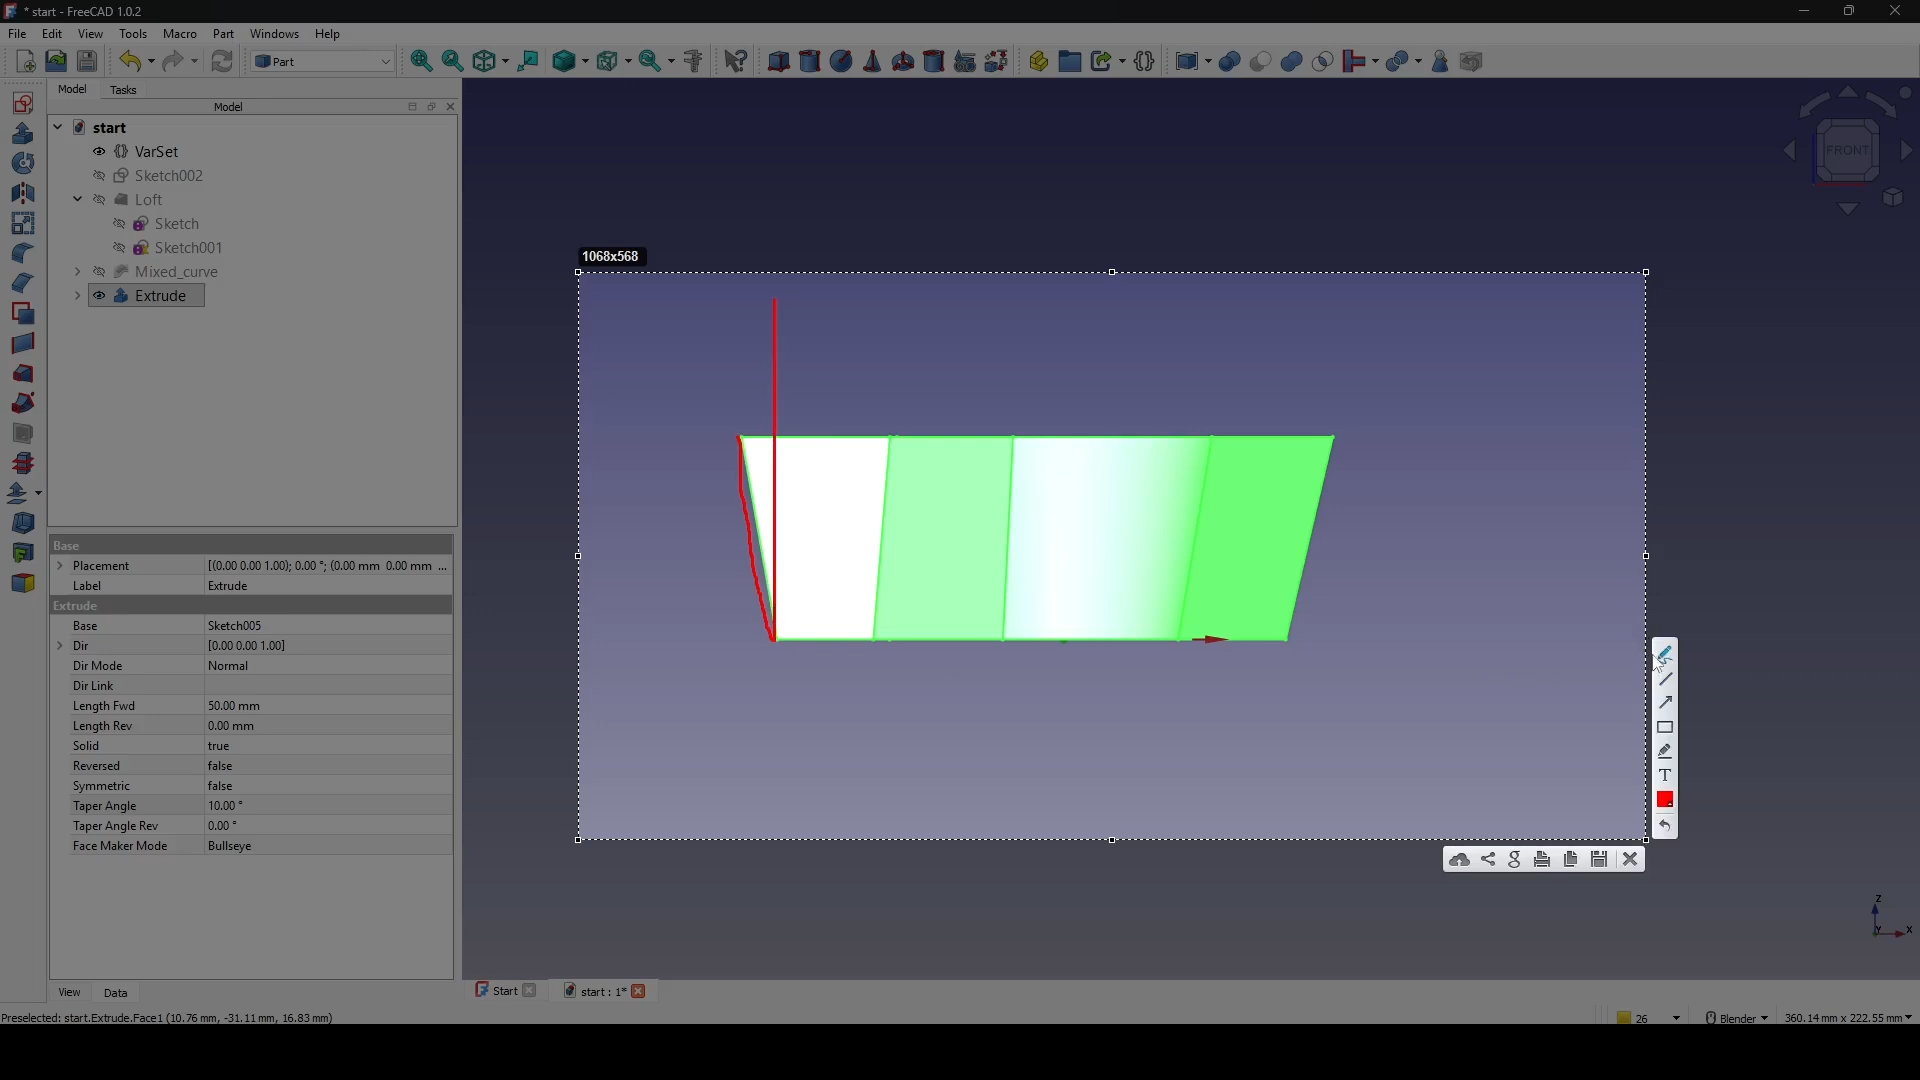 * start - FreeCAD 1.0.2
File Edit View Tools Macro Part Windows Help
Part
Model Tasks
Model
start
VarSet
Sketch002
Loft
Sketch
Sketch001
Mixed_curve
Extrude
1068x568
FRONT
Base
Placement [(0.00 0.00 1.00); 0.00 °; (0.00 mm 0.00 mm ...
Label Extrude
Extrude
Base Sketch005
Dir [0.00 0.00 1.00]
Dir Mode Normal
Dir Link
Length Fwd 50.00 mm
Length Rev 0.00 mm
Solid true
Reversed false
Symmetric false
Taper Angle 10.00 °
Taper Angle Rev 0.00 °
Face Maker Mode Bullseye
T
g
Z
Y X
View Data
Start start : 1*
Preselected: start.Extrude.Face1 (10.76 mm, -31.11 mm, 16.83 mm)
26 Blender 360.14 mm x 222.55 mm